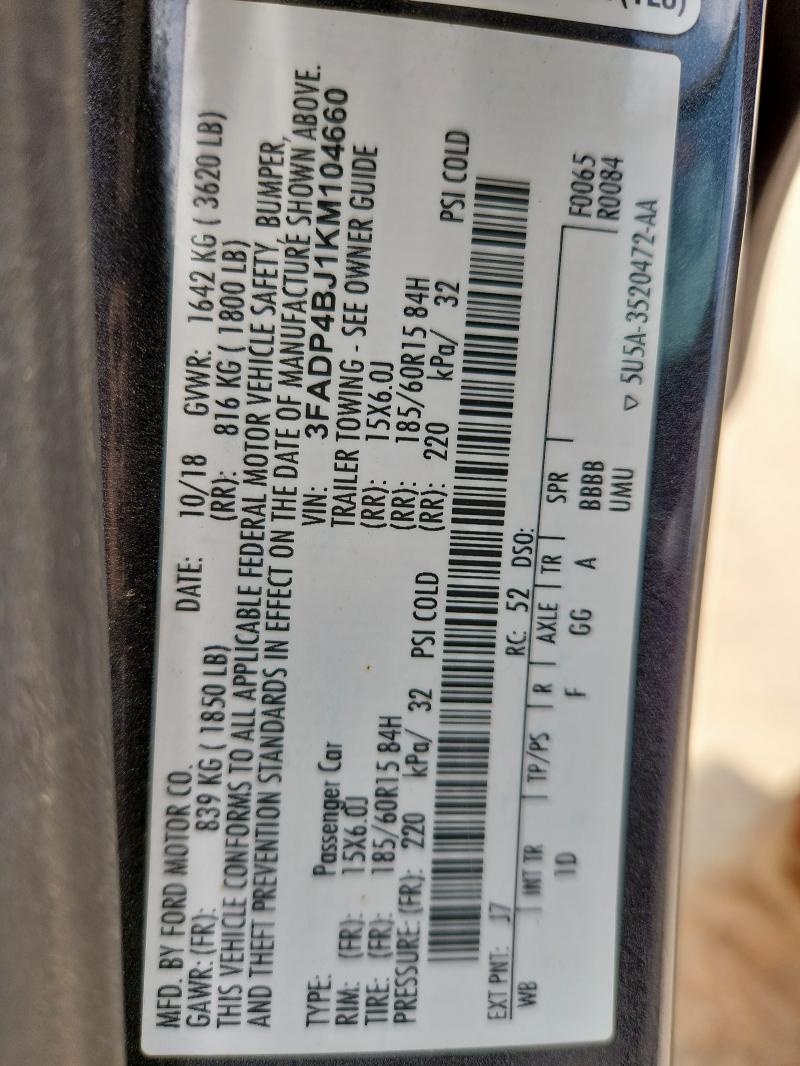 MFD. BY FORD MOTOR CO.
DATE: 10/18 GVWR: 1642 KG ( 3620 LB)
GAWR: (FR): 839 KG ( 1850 LB) (RR): 816 KG ( 1800 LB)
THIS VEHICLE CONFORMS TO ALL APPLICABLE FEDERAL MOTOR VEHICLE SAFETY, BUMPER,
AND THEFT PREVENTION STANDARDS IN EFFECT ON THE DATE OF MANUFACTURE SHOWN ABOVE.
VIN: 3FADP4BJ1KM104660
TYPE: Passenger Car TRAILER TOWING - SEE OWNER GUIDE
RIM: (FR): 15X6.0J (RR): 15X6.0J
TIRE: (FR): 185/60R15 84H (RR): 185/60R15 84H
PRESSURE: (FR): 220 kPa/ 32 PSI COLD (RR): 220 kPa/ 32 PSI COLD
EXT PNT: J7 RC: 52 DSO:
WB INT TR TP/PS R AXLE TR SPR
F0065
R0084
1D F GG A BBBB
UMU
▽ 5U5A-3520472-AA